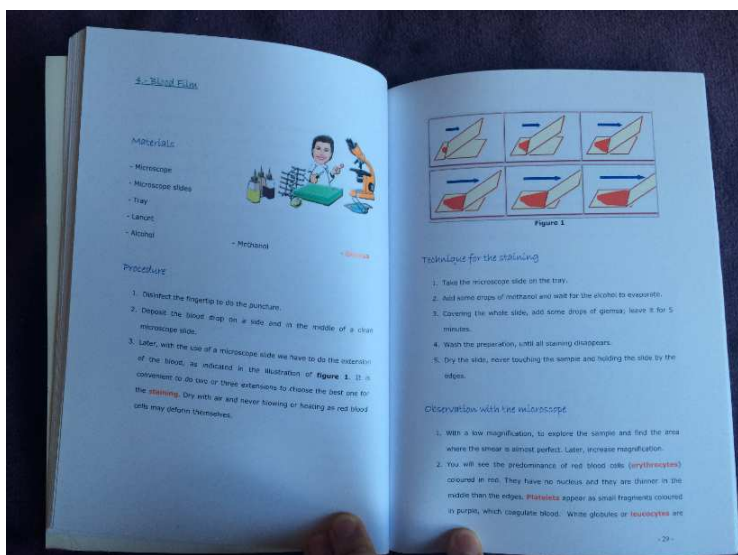 4.- Blood Film
Materials
- Microscope
- Microscope slides
- Tray
- Lancet
- Alcohol
- Methanol
- Giemsa
Procedure
1. Disinfect the fingertip to do the puncture.
2. Dispose the blood drop on a side and in the middle of a clean
microscope slide.
3. Later, with the use of a microscope slide we have to do the extension
of the blood, as indicated in the illustration of figure 1. It is
convenient to do two or three extensions to choose the best one for
the staining. Dry with air and never blowing or heating as red blood
cells may deform themselves.
Figure 1
Technique for the staining
1. Take the microscope slide on the tray.
2. Add some drops of methanol and wait for the alcohol to evaporate.
3. Covering the whole slide, add some drops of giemsa; leave it for 5
minutes.
4. Wash the preparation, until all staining disappears.
5. Dry the slide, never touching the sample and holding the slide by the
edges.
Observation with the microscope
1. With a low magnification, to explore the sample and find the area
where the smear is almost perfect. Later, increase magnification.
2. You will see the predominance of red blood cells (erythrocytes)
coloured in red. They have no nucleus and they are thinner in the
middle than the edges. Platelets appear as small fragments coloured
in purple, which coagulate blood. White globules or leucocytes are
- 29 -